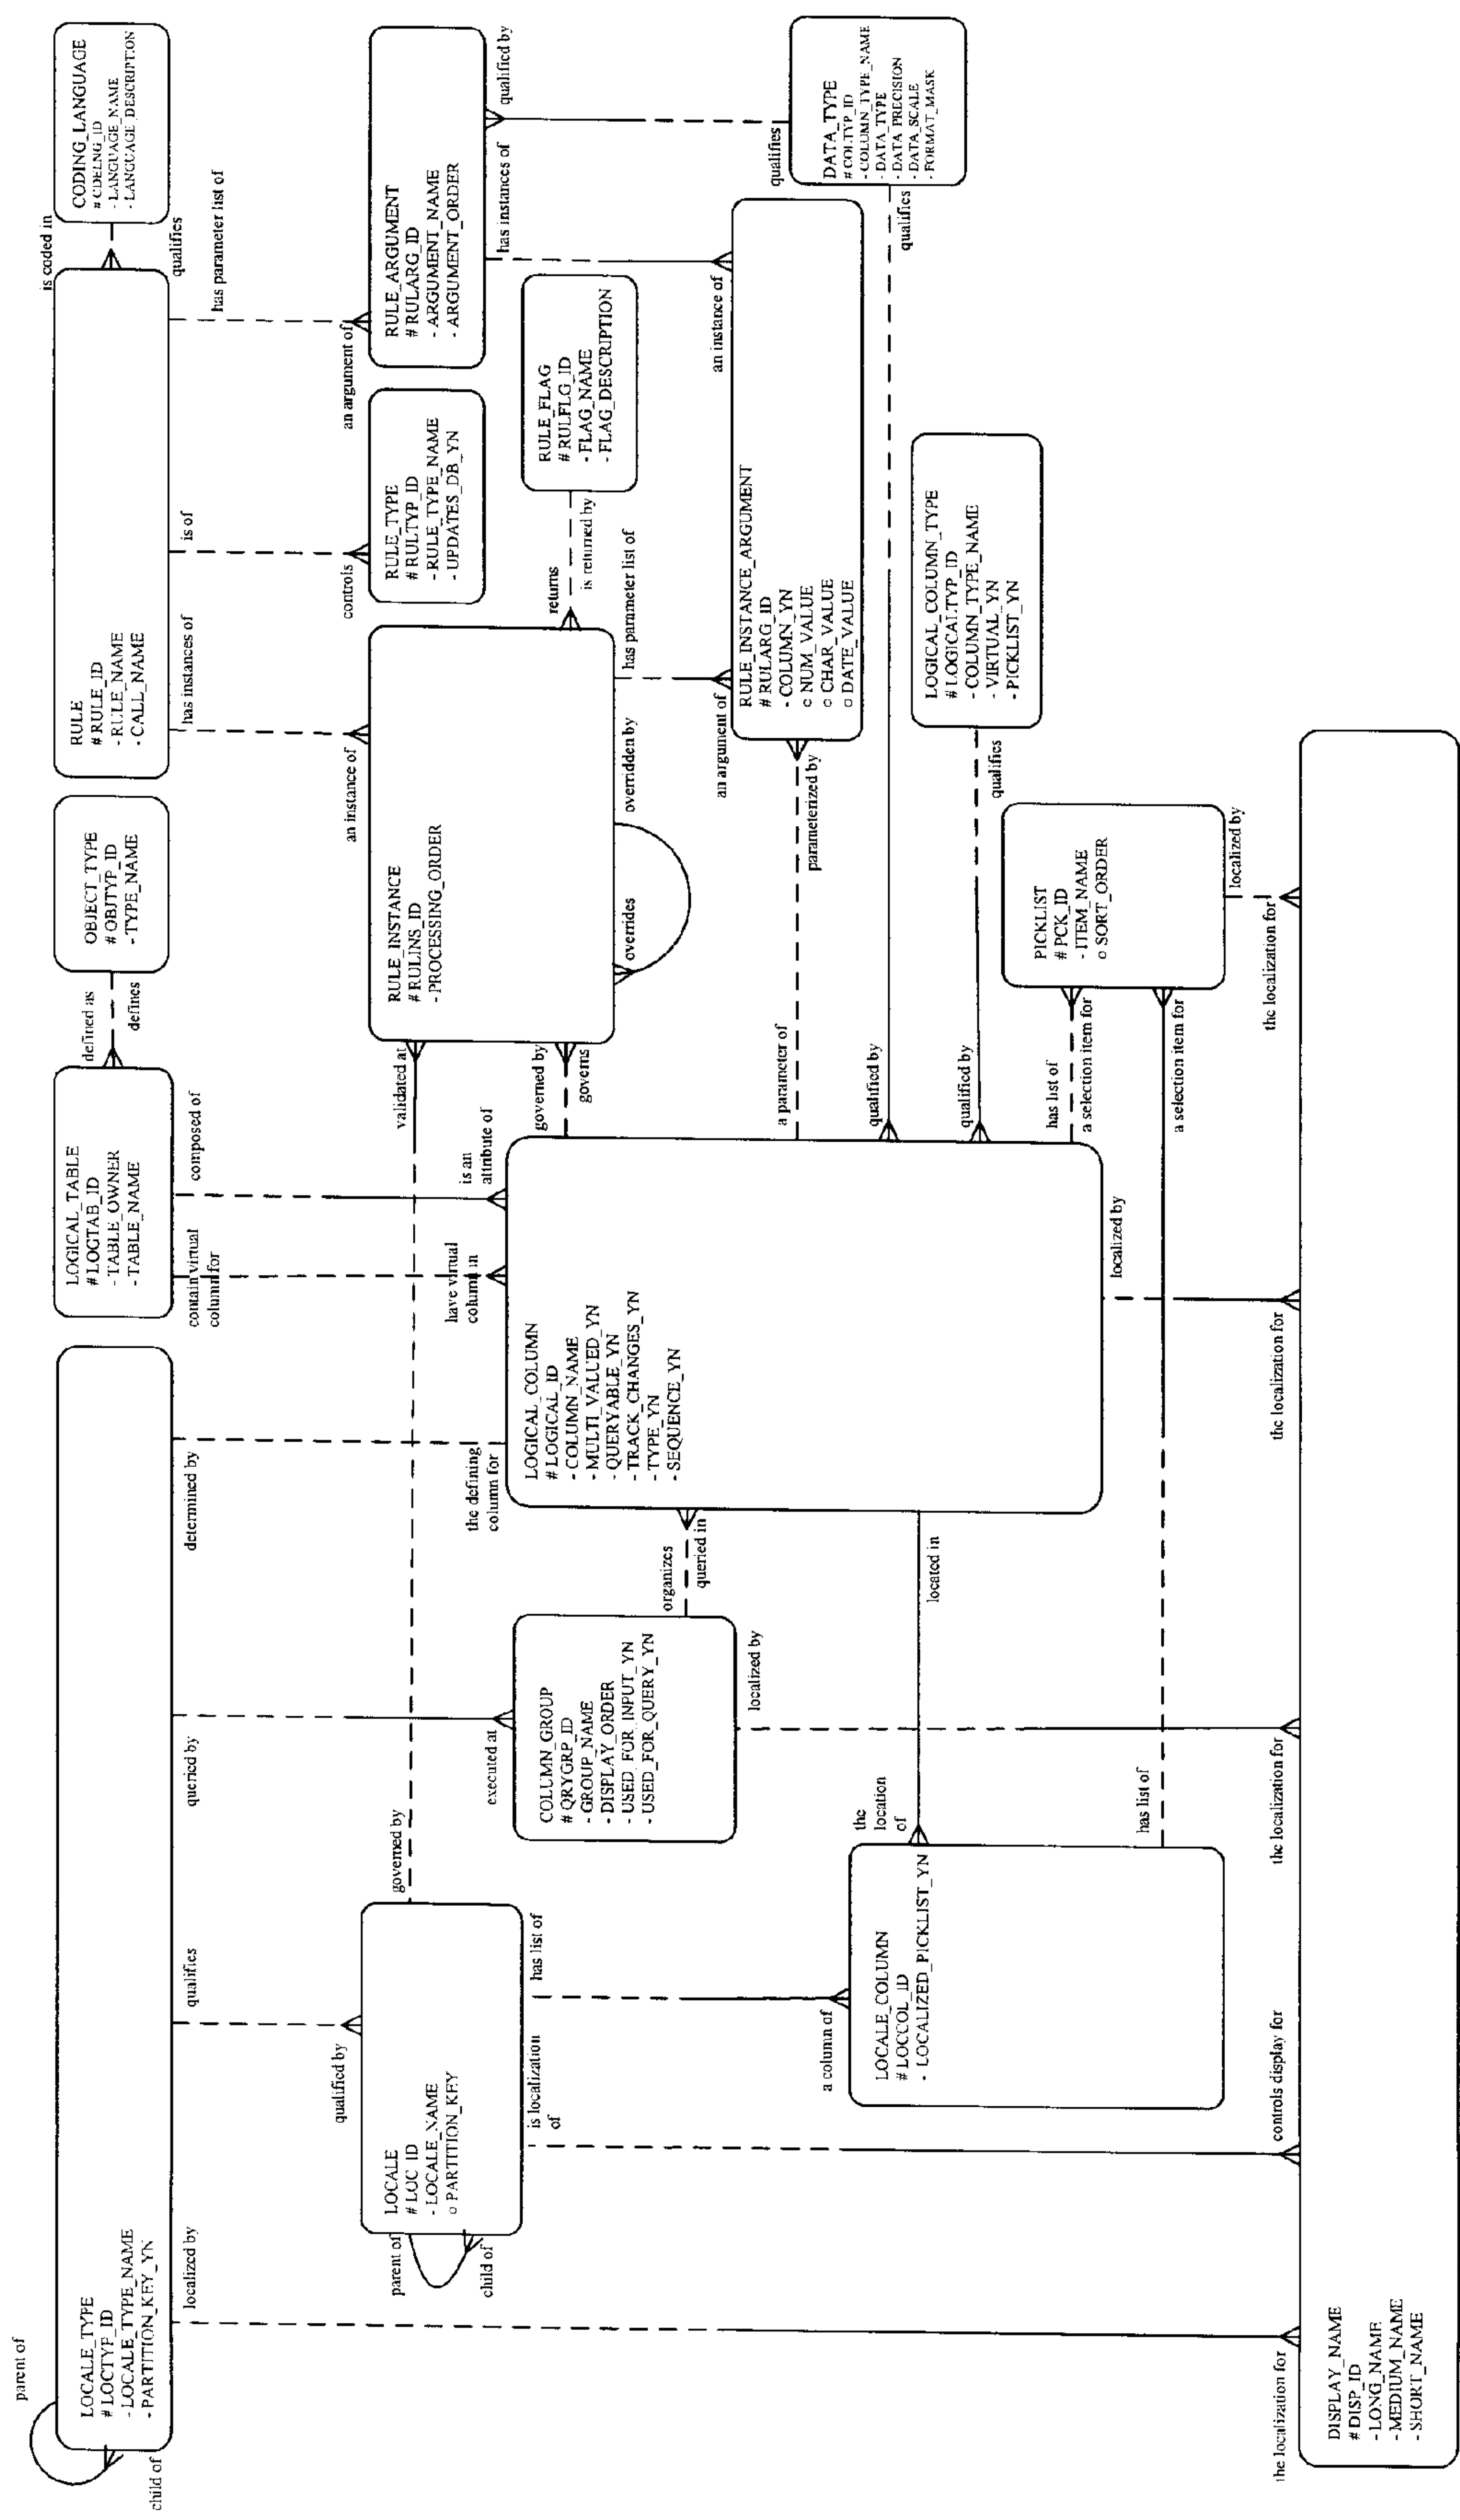 parent of
child of
LOCALE_TYPE
# LOCTYP_ID
- LOCALE_TYPE_NAME
- PARTITION_KEY_YN
localized by
qualifies
queried by
determined by
LOGICAL_TABLE
# LOGTAB_ID
- TABLE_OWNER
- TABLE_NAME
contain virtual
column for
composed of
defined as
defines
OBJECT_TYPE
# OBJTYP_ID
- TYPE_NAME
RULE
# RULE_ID
- RULE_NAME
- CALL_NAME
has instances of
is of
has parameter list of
is coded in
qualifies
CODING_LANGUAGE
# CDELNG_ID
- LANGUAGE_NAME
- LANGUAGE_DESCRIPTION
qualified by
LOCALE
# LOC_ID
- LOCALE_NAME
o PARTITION_KEY
parent of
child of
governed by
has list of
is localization
of
executed at
COLUMN_GROUP
# QRYGRP_ID
- GROUP_NAME
- DISPLAY_ORDER
- USED_FOR_INPUT_YN
- USED_FOR_QUERY_YN
organizes
queried in
localized by
the defining
column for
have virtual
column in
is an
attribute of
validated at
governed by
governs
LOGICAL_COLUMN
# LOGICAL_ID
- COLUMN_NAME
- MULTI_VALUED_YN
- QUERYABLE_YN
- TRACK_CHANGES_YN
- TYPE_YN
- SEQUENCE_YN
an instance of
RULE_INSTANCE
# RULINS_ID
- PROCESSING_ORDER
overrides
overridden by
returns
is returned by
has parameter list of
controls
RULE_TYPE
# RULTYP_ID
- RULE_TYPE_NAME
- UPDATES_DB_YN
an argument of
RULE_ARGUMENT
# RULARG_ID
- ARGUMENT_NAME
- ARGUMENT_ORDER
has instances of
qualified by
RULE_FLAG
# RULFLG_ID
- FLAG_NAME
- FLAG_DESCRIPTION
an argument of
an instance of
RULE_INSTANCE_ARGUMENT
# RULARG_ID
- COLUMN_YN
o NUM_VALUE
o CHAR_VALUE
o DATE_VALUE
parameterized by
a parameter of
qualifies
DATA_TYPE
# COLTYP_ID
- COLUMN_TYPE_NAME
- DATA_TYPE
- DATA_PRECISION
- DATA_SCALE
- FORMAT_MASK
qualifies
qualified by
LOGICAL_COLUMN_TYPE
# LOGICALTYP_ID
- COLUMN_TYPE_NAME
- VIRTUAL_YN
- PICKLIST_YN
qualifies
qualified by
a column of
LOCALE_COLUMN
# LOCCOL_ID
- LOCALIZED_PICKLIST_YN
the
location
of
located in
has list of
has list of
a selection item for
a selection item for
PICKLIST
# PCK_ID
- ITEM_NAME
o SORT_ORDER
localized by
localized by
the localization for
controls display for
the localization for
the localization for
the localization for
DISPLAY_NAME
# DISP_ID
- LONG_NAME
- MEDIUM_NAME
- SHORT_NAME